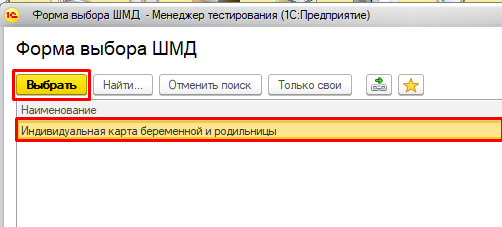 1С Форма выбора ШМД - Менеджер тестирования (1С:Предприятие)
Форма выбора ШМД
Выбрать Найти... Отменить поиск Только свои
Наименование
Индивидуальная карта беременной и родильницы